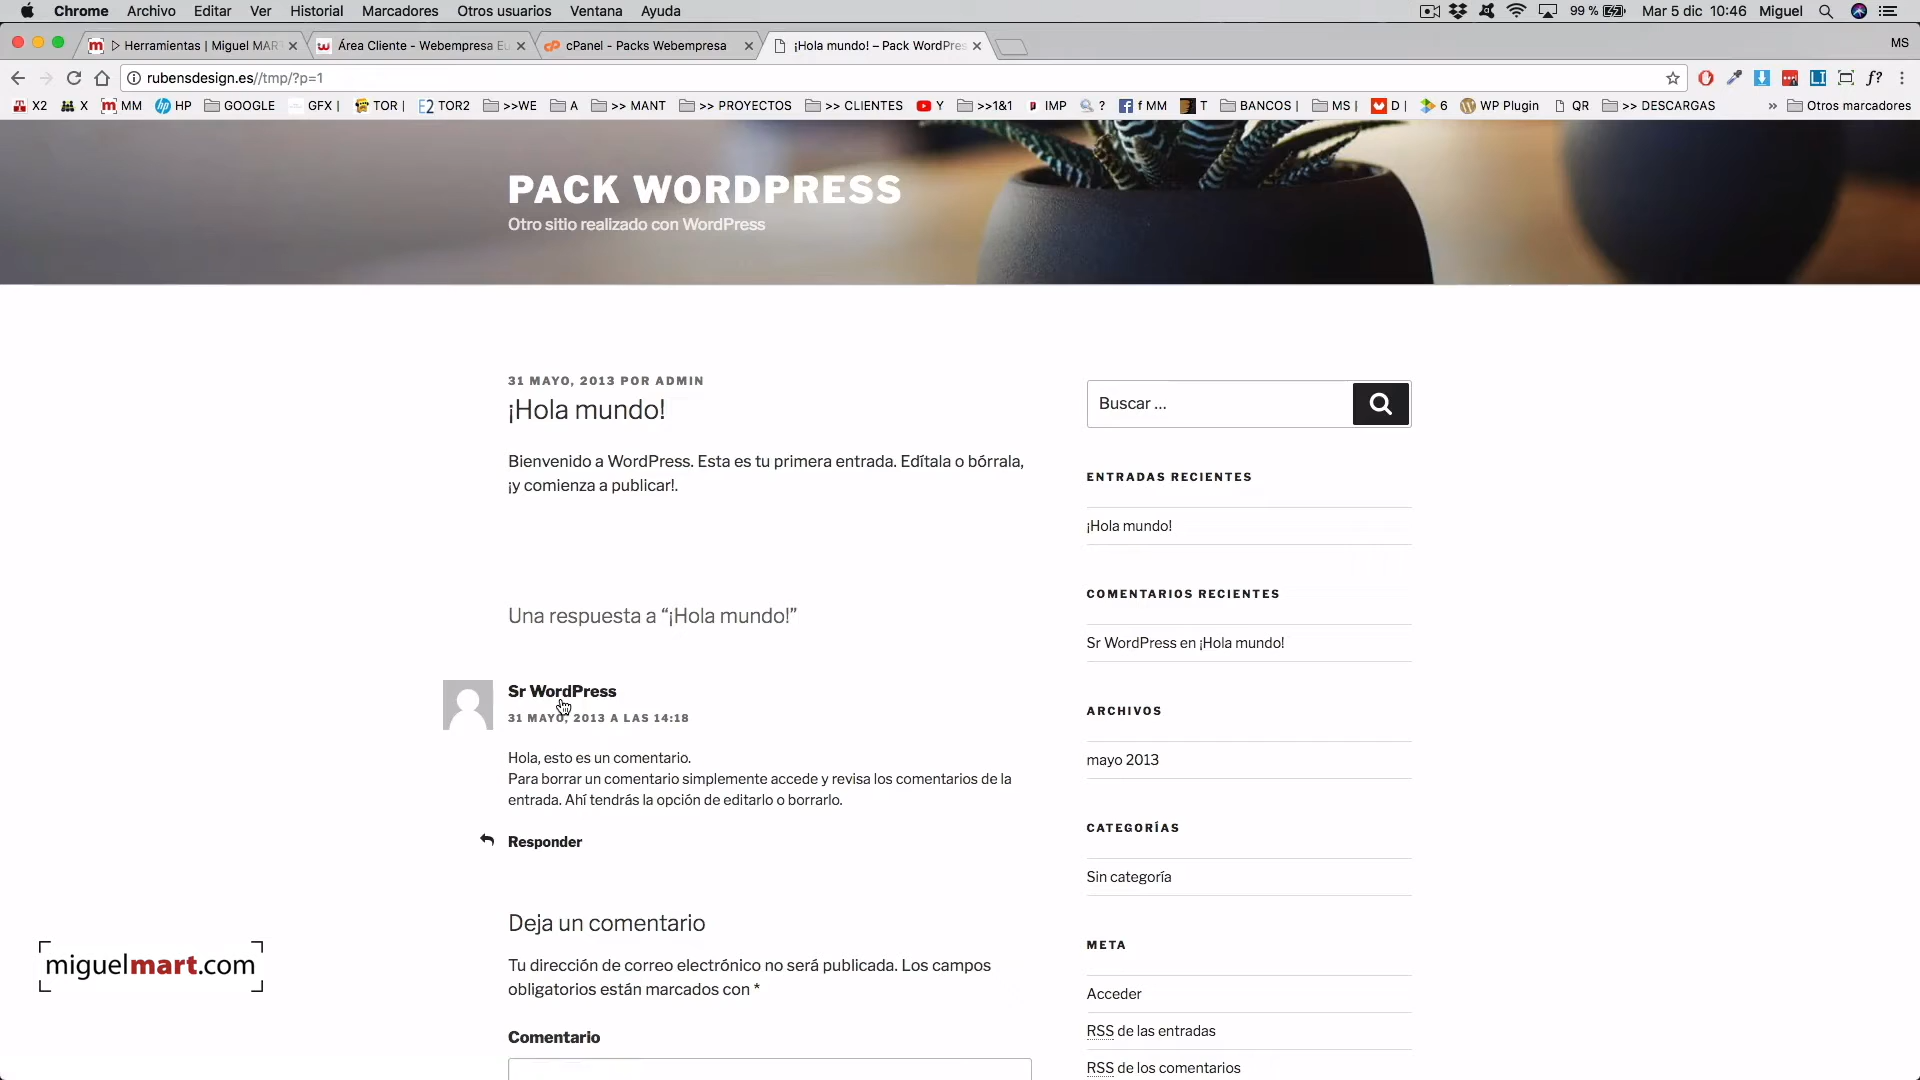 Chrome Archivo Editar Ver Historial Marcadores Otros usuarios Ventana Ayuda 99 % Mar 5 dic 10:46 Miguel
Herramientas | Miguel MAR
Área Cliente - Webempresa Eu
cPanel - Packs Webempresa
¡Hola mundo! – Pack WordPres
MS
rubensdesign.es//tmp/?p=1
X2 X MM HP GOOGLE GFX | TOR | TOR2 >>WE A >> MANT >> PROYECTOS >> CLIENTES Y >>1&1 IMP ? f MM T BANCOS | MS | D | 6 WP Plugin QR >> DESCARGAS » Otros marcadores
PACK WORDPRESS
Otro sitio realizado con WordPress
31 MAYO, 2013 POR ADMIN
¡Hola mundo!
Bienvenido a WordPress. Esta es tu primera entrada. Edítala o bórrala,
¡y comienza a publicar!.
Una respuesta a “¡Hola mundo!”
Sr WordPress
31 MAYO, 2013 A LAS 14:18
Hola, esto es un comentario.
Para borrar un comentario simplemente accede y revisa los comentarios de la
entrada. Ahí tendrás la opción de editarlo o borrarlo.
Responder
Deja un comentario
Tu dirección de correo electrónico no será publicada. Los campos
obligatorios están marcados con *
Comentario
Buscar …
ENTRADAS RECIENTES
¡Hola mundo!
COMENTARIOS RECIENTES
Sr WordPress en ¡Hola mundo!
ARCHIVOS
mayo 2013
CATEGORÍAS
Sin categoría
META
Acceder
RSS de las entradas
RSS de los comentarios
miguelmart.com